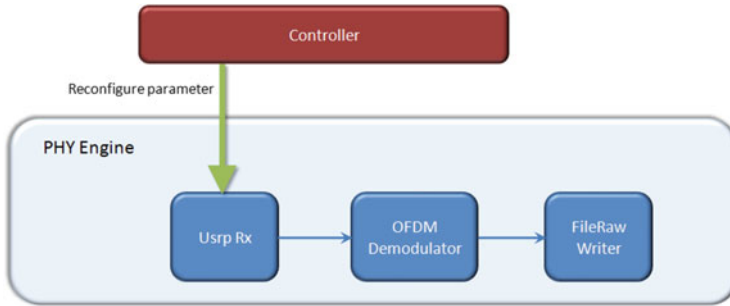 Controller
Reconfigure parameter
PHY Engine
Usrp Rx
OFDM
Demodulator
FileRaw
Writer